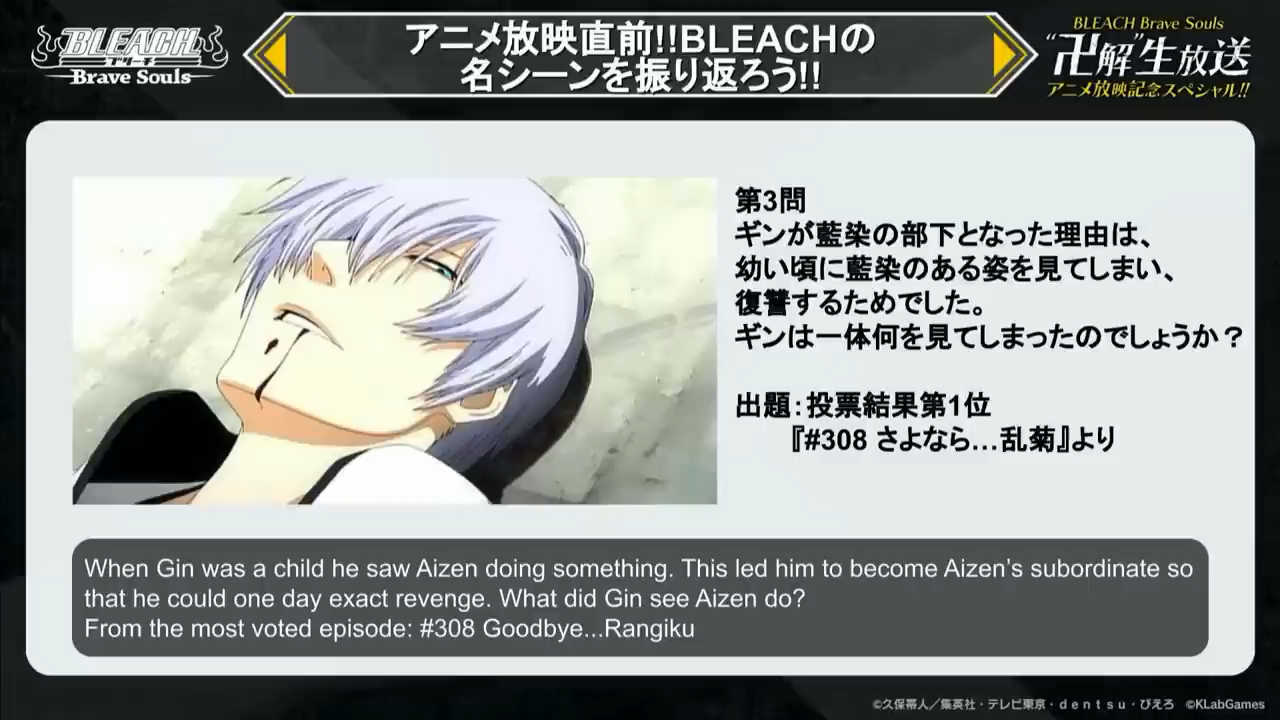 BLEACH
ブリーチ
Brave Souls
アニメ放映直前!!BLEACHの
名シーンを振り返ろう!!
BLEACH Brave Souls
“卍解”生放送
アニメ放映記念スペシャル!!
第3問
ギンが藍染の部下となった理由は、
幼い頃に藍染のある姿を見てしまい、
復讐するためでした。
ギンは一体何を見てしまったのでしょうか？
出題：投票結果第1位
『#308 さよなら…乱菊』より
When Gin was a child he saw Aizen doing something. This led him to become Aizen’s subordinate so
that he could one day exact revenge. What did Gin see Aizen do?
From the most voted episode: #308 Goodbye...Rangiku
©久保帯人／集英社・テレビ東京・ｄｅｎｔｓｕ・ぴえろ ©KLabGames